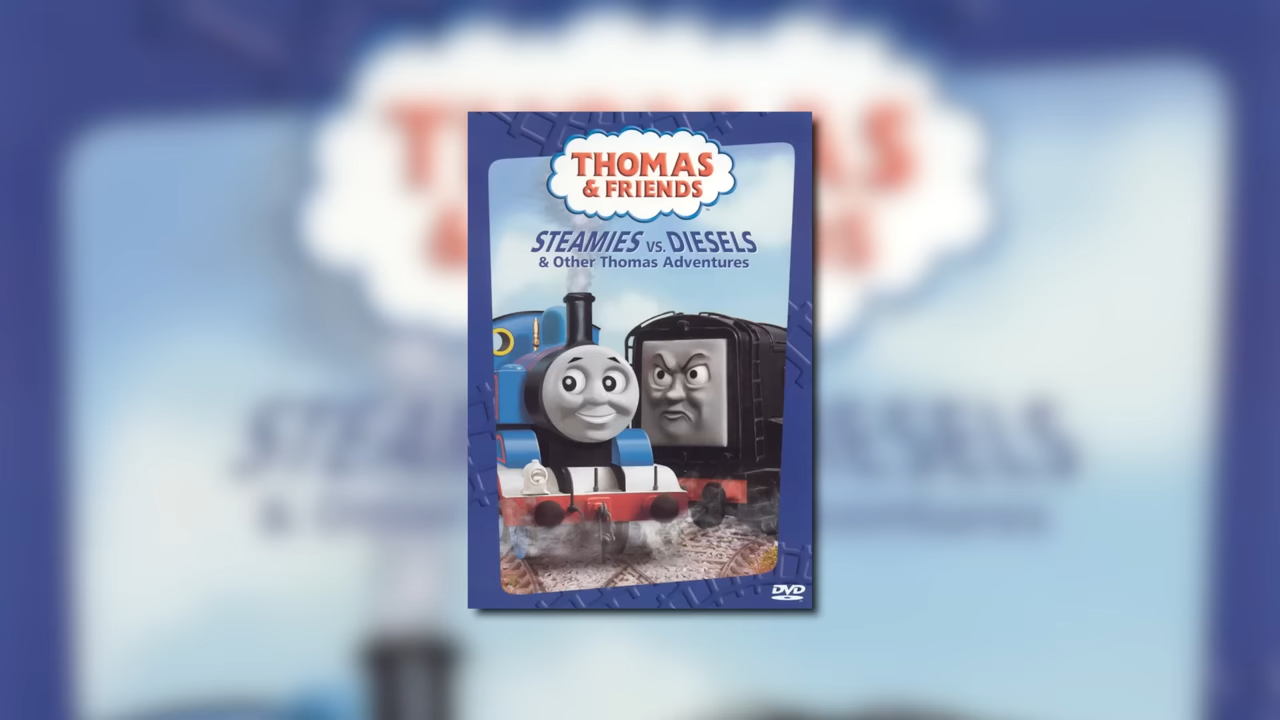 THOMAS
& FRIENDS
STEAMIES VS. DIESELS
& Other Thomas Adventures
DVD